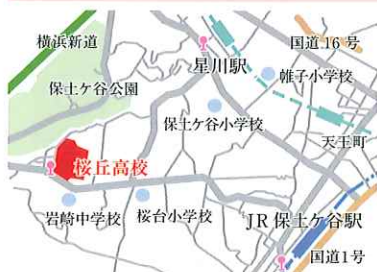 横浜新道
国道16号
星川駅
帷子小学校
保土ケ谷公園
保土ケ谷小学校
天王町
桜丘高校
岩崎中学校
桜台小学校
JR保土ケ谷駅
国道1号